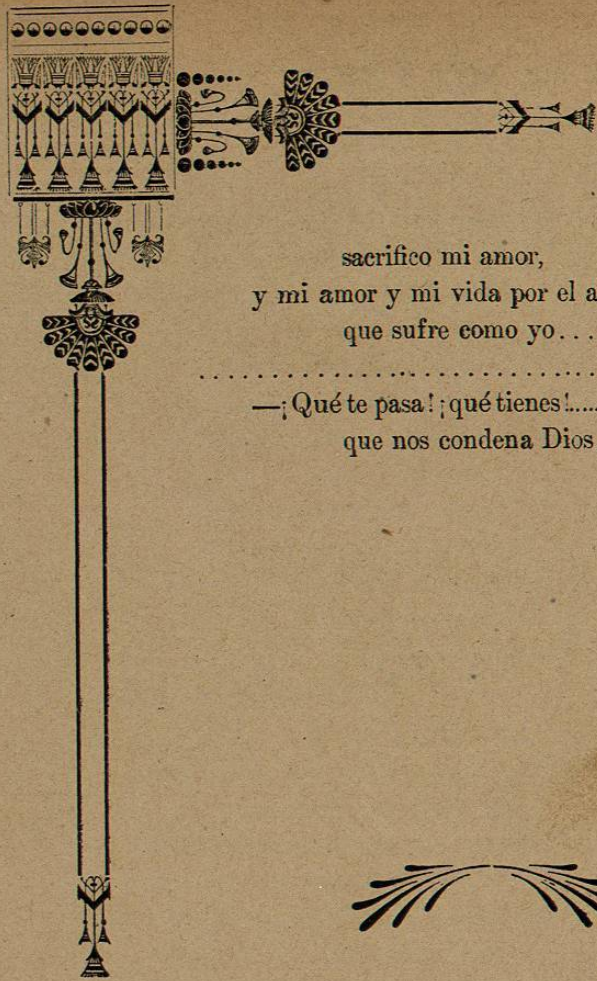 sacrifico mi amor,
y mi amor y mi vida por el
que sufre como yo...
..............................
—¡Qué te pasa! ¡qué tienes!.....
que nos condena Dios